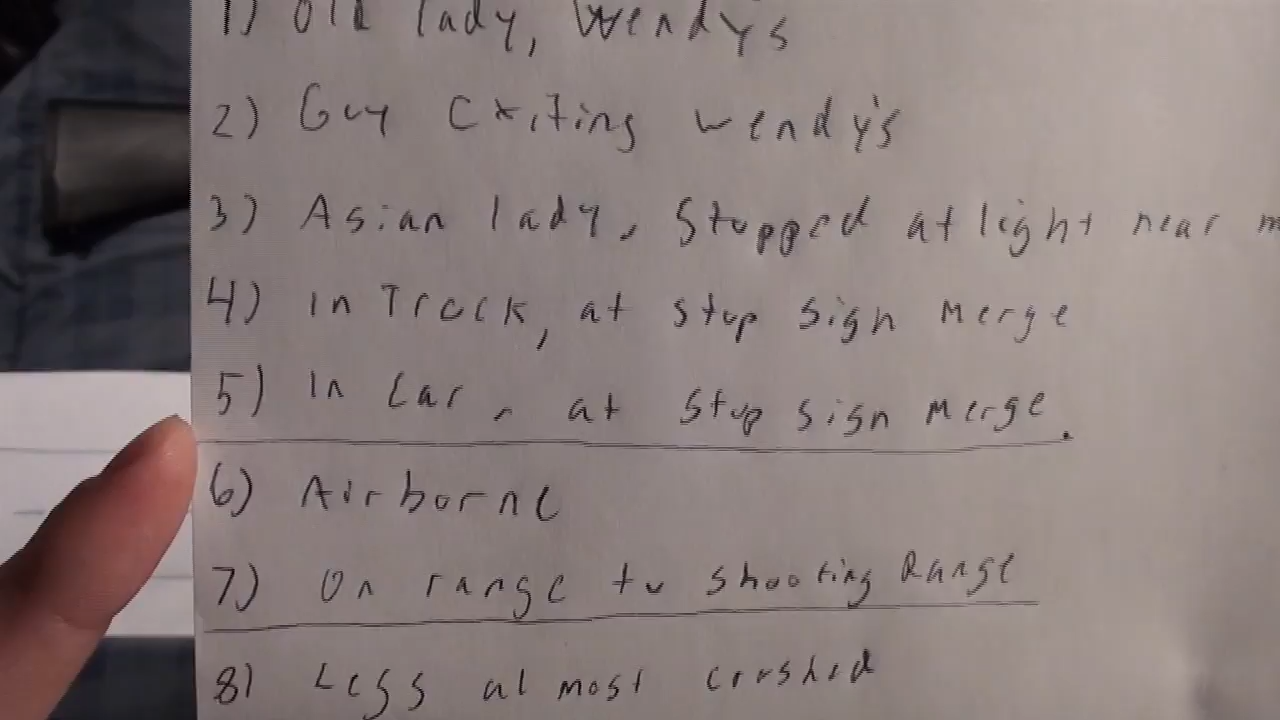 1) Old lady, Wendy's
2) Guy Exiting Wendy's
3) Asian lady, Stopped at light near m
4) In Truck, at stop sign Merge
5) In Car, at stop sign Merge.
6) Airborne
7) On range to shooting Range
8) Legs almost crushed